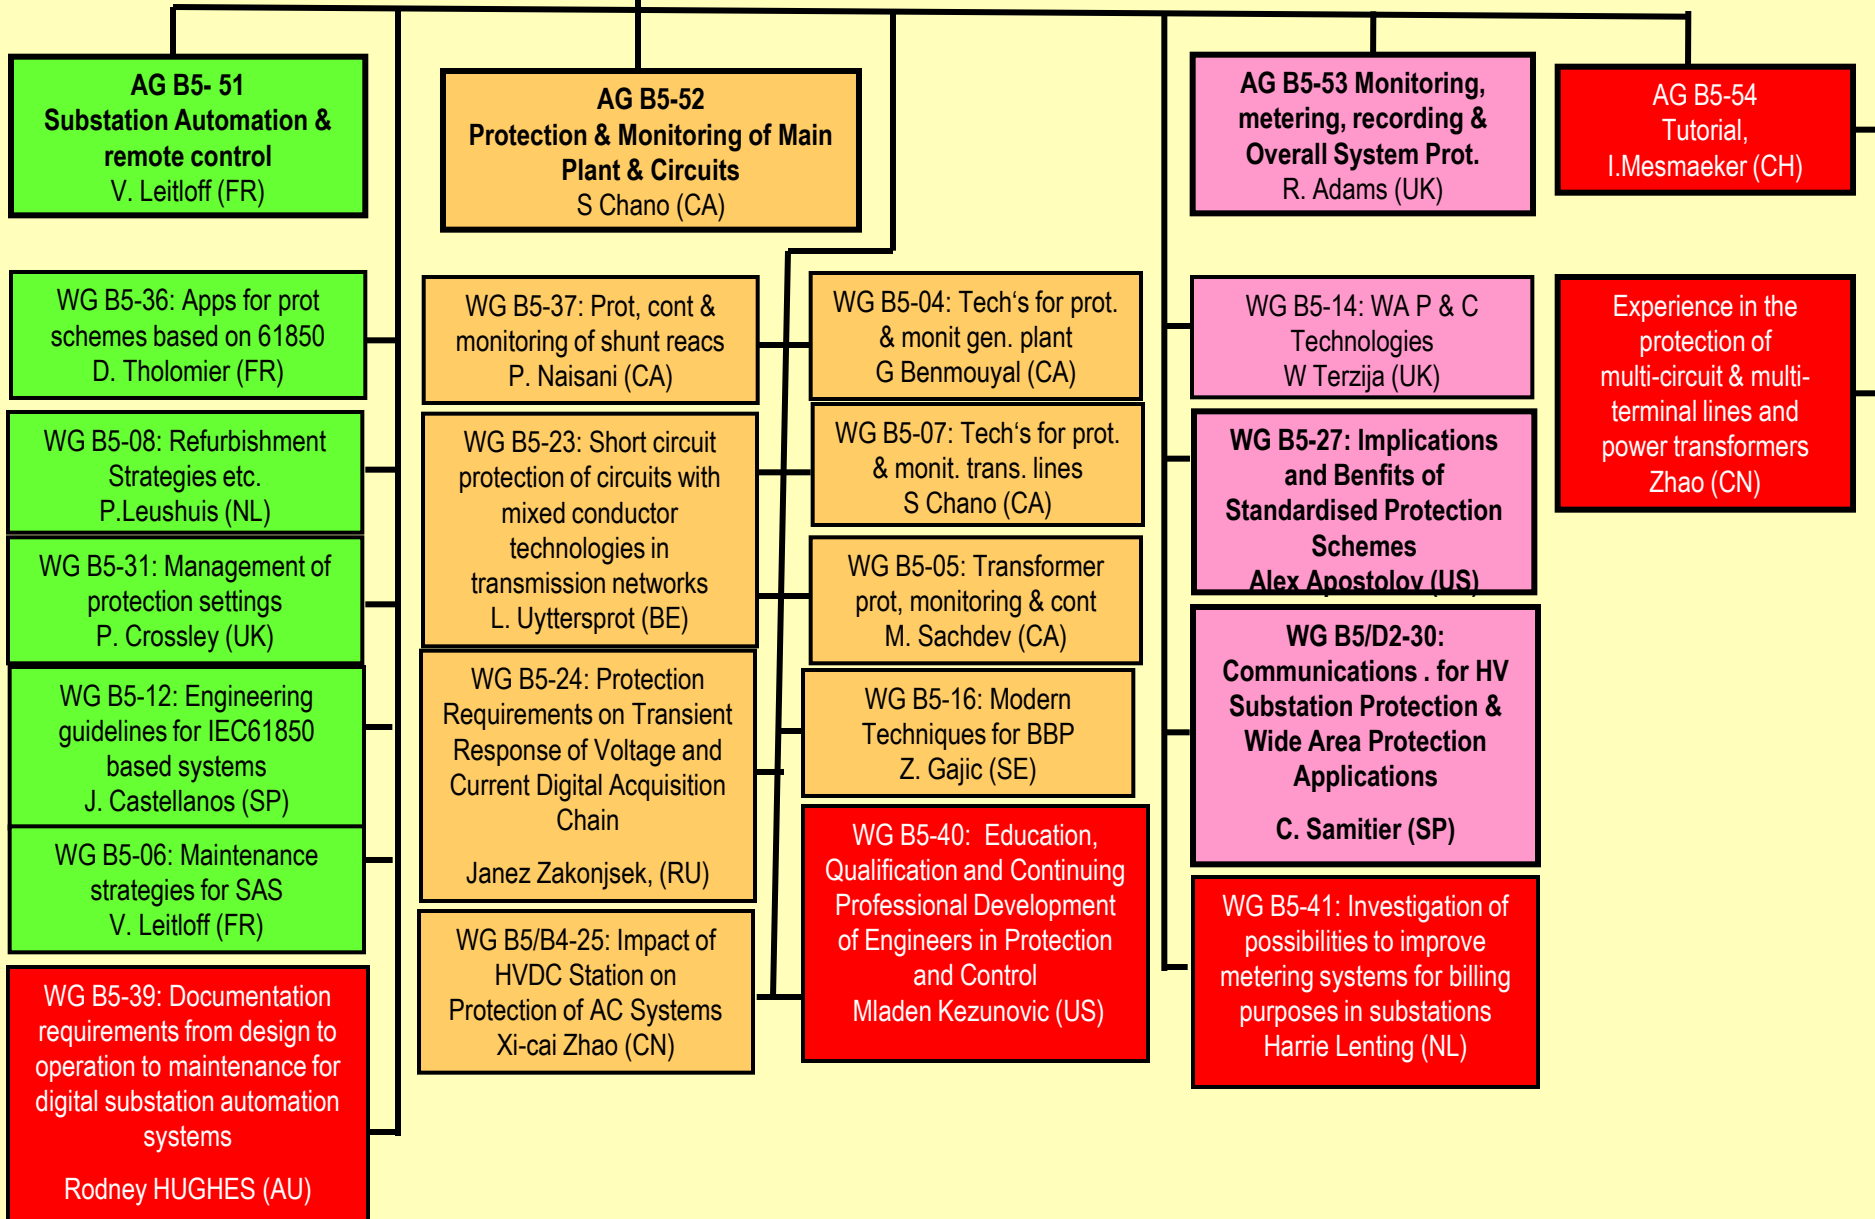 AG B5- 51
Substation Automation &
remote control
V. Leitloff (FR)
AG B5-52
Protection & Monitoring of Main
Plant & Circuits
S Chano (CA)
AG B5-53 Monitoring,
metering, recording &
Overall System Prot.
R. Adams (UK)
AG B5-54
Tutorial,
I.Mesmaeker (CH)
WG B5-36: Apps for prot
schemes based on 61850
D. Tholomier (FR)
WG B5-08: Refurbishment
Strategies etc.
P.Leushuis (NL)
WG B5-31: Management of
protection settings
P. Crossley (UK)
WG B5-12: Engineering
guidelines for IEC61850
based systems
J. Castellanos (SP)
WG B5-06: Maintenance
strategies for SAS
V. Leitloff (FR)
WG B5-39: Documentation
requirements from design to
operation to maintenance for
digital substation automation
systems
Rodney HUGHES (AU)
WG B5-37: Prot, cont &
monitoring of shunt reacs
P. Naisani (CA)
WG B5-23: Short circuit
protection of circuits with
mixed conductor
technologies in
transmission networks
L. Uyttersprot (BE)
WG B5-24: Protection
Requirements on Transient
Response of Voltage and
Current Digital Acquisition
Chain
Janez Zakonjsek, (RU)
WG B5/B4-25: Impact of
HVDC Station on
Protection of AC Systems
Xi-cai Zhao (CN)
WG B5-04: Tech‘s for prot.
& monit gen. plant
G Benmouyal (CA)
WG B5-07: Tech's for prot.
& monit. trans. lines
S Chano (CA)
WG B5-05: Transformer
prot, monitoring & cont
M. Sachdev (CA)
WG B5-16: Modern
Techniques for BBP
Z. Gajic (SE)
WG B5-40:  Education,
Qualification and Continuing
Professional Development
of Engineers in Protection
and Control
Mladen Kezunovic (US)
WG B5-14: WA P & C
Technologies
W Terzija (UK)
WG B5-27: Implications
and Benfits of
Standardised Protection
Schemes
Alex Apostolov (US)
WG B5/D2-30:
Communications . for HV
Substation Protection &
Wide Area Protection
Applications
C. Samitier (SP)
WG B5-41: Investigation of
possibilities to improve
metering systems for billing
purposes in substations
Harrie Lenting (NL)
Experience in the
protection of
multi-circuit & multi-
terminal lines and
power transformers
Zhao (CN)